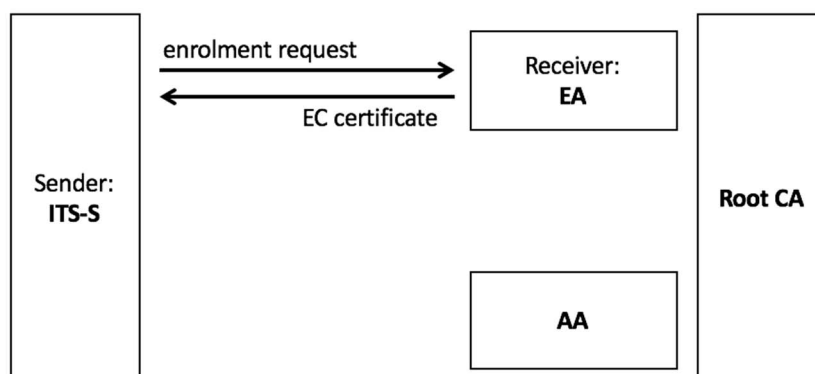 enrolment request
Receiver:
EA
EC certificate
Sender:
ITS-S
Root CA
AA